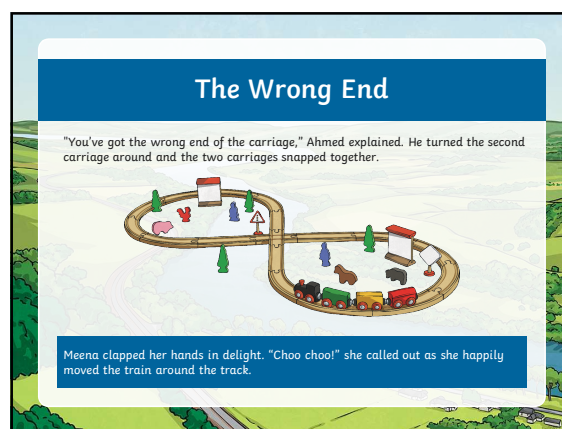 The Wrong End
"You've got the wrong end of the carriage,” Ahmed explained. He turned the second
carriage around and the two carriages snapped together.
Meena clapped her hands in delight. “Choo choo!” she called out as she happily
moved the train around the track.